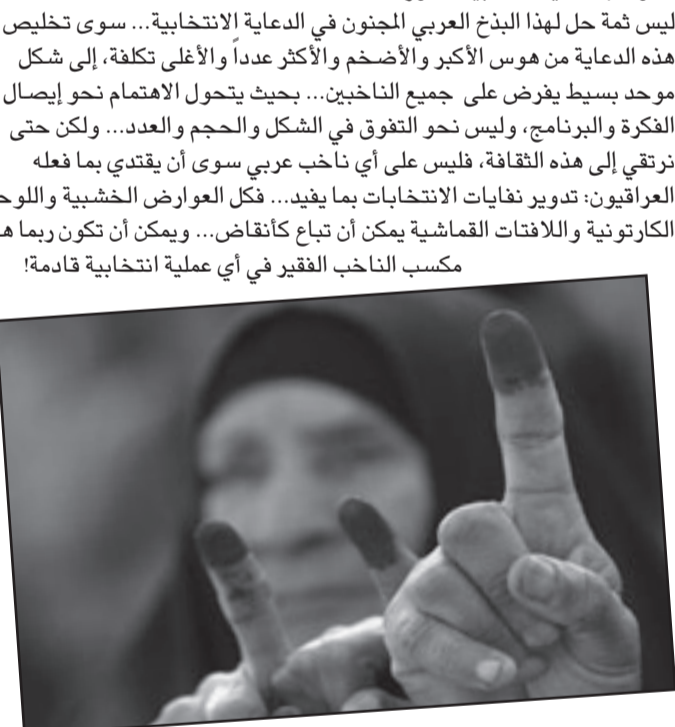 ليس ثمة حل لهذا البذخ العربي المجنون في الدعاية الانتخابية... سوى تخليص
هذه الدعاية من هوس الأكبر والأضخم والأكثر عدداً والأغلى تكلفة، إلى شكل
موحد بسيط يفرض على جميع الناخبين... بحيث يتحول الاهتمام نحو إيصال
الفكرة والبرنامج، وليس نحو التفوق في الشكل والحجم والعدد... ولكن حتى
نرتقي إلى هذه الثقافة، فليس على أي ناخب عربي سوى أن يقتدي بما فعله
العراقيون: تدوير نفايات الانتخابات بما يفيد... فكل العوارض الخشبية
الكارتونية واللافتات القماشية يمكن أن تباع كأنقاض... ويمكن أن تكون ربما
مكسب الناخب الفقير في أي عملية انتخابية قادمة!